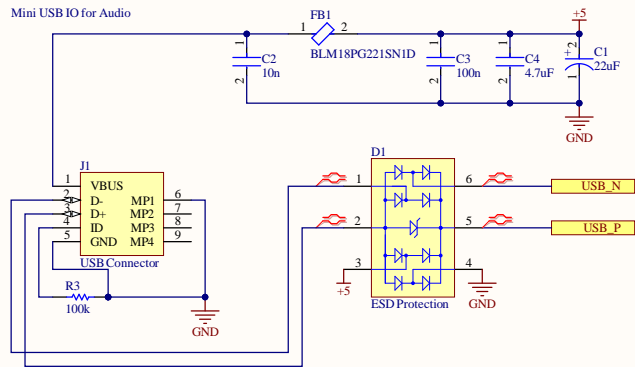 Mini USB IO for Audio
+5
FB1
1 2
BLM18PG221SN1D
1 C2 10n 2
1 C3 100n 2
1 C4 4.7uF 2
2 + C1 22uF 1
GND
J1
1 VBUS
2 D-
3 D+
4 ID
5 GND
MP1 6
MP2 7
MP3 8
MP4 9
USB Connector
R3
100k
GND
D1
1 6
2 5
3 4
+5
GND
ESD Protection
USB_N
USB_P